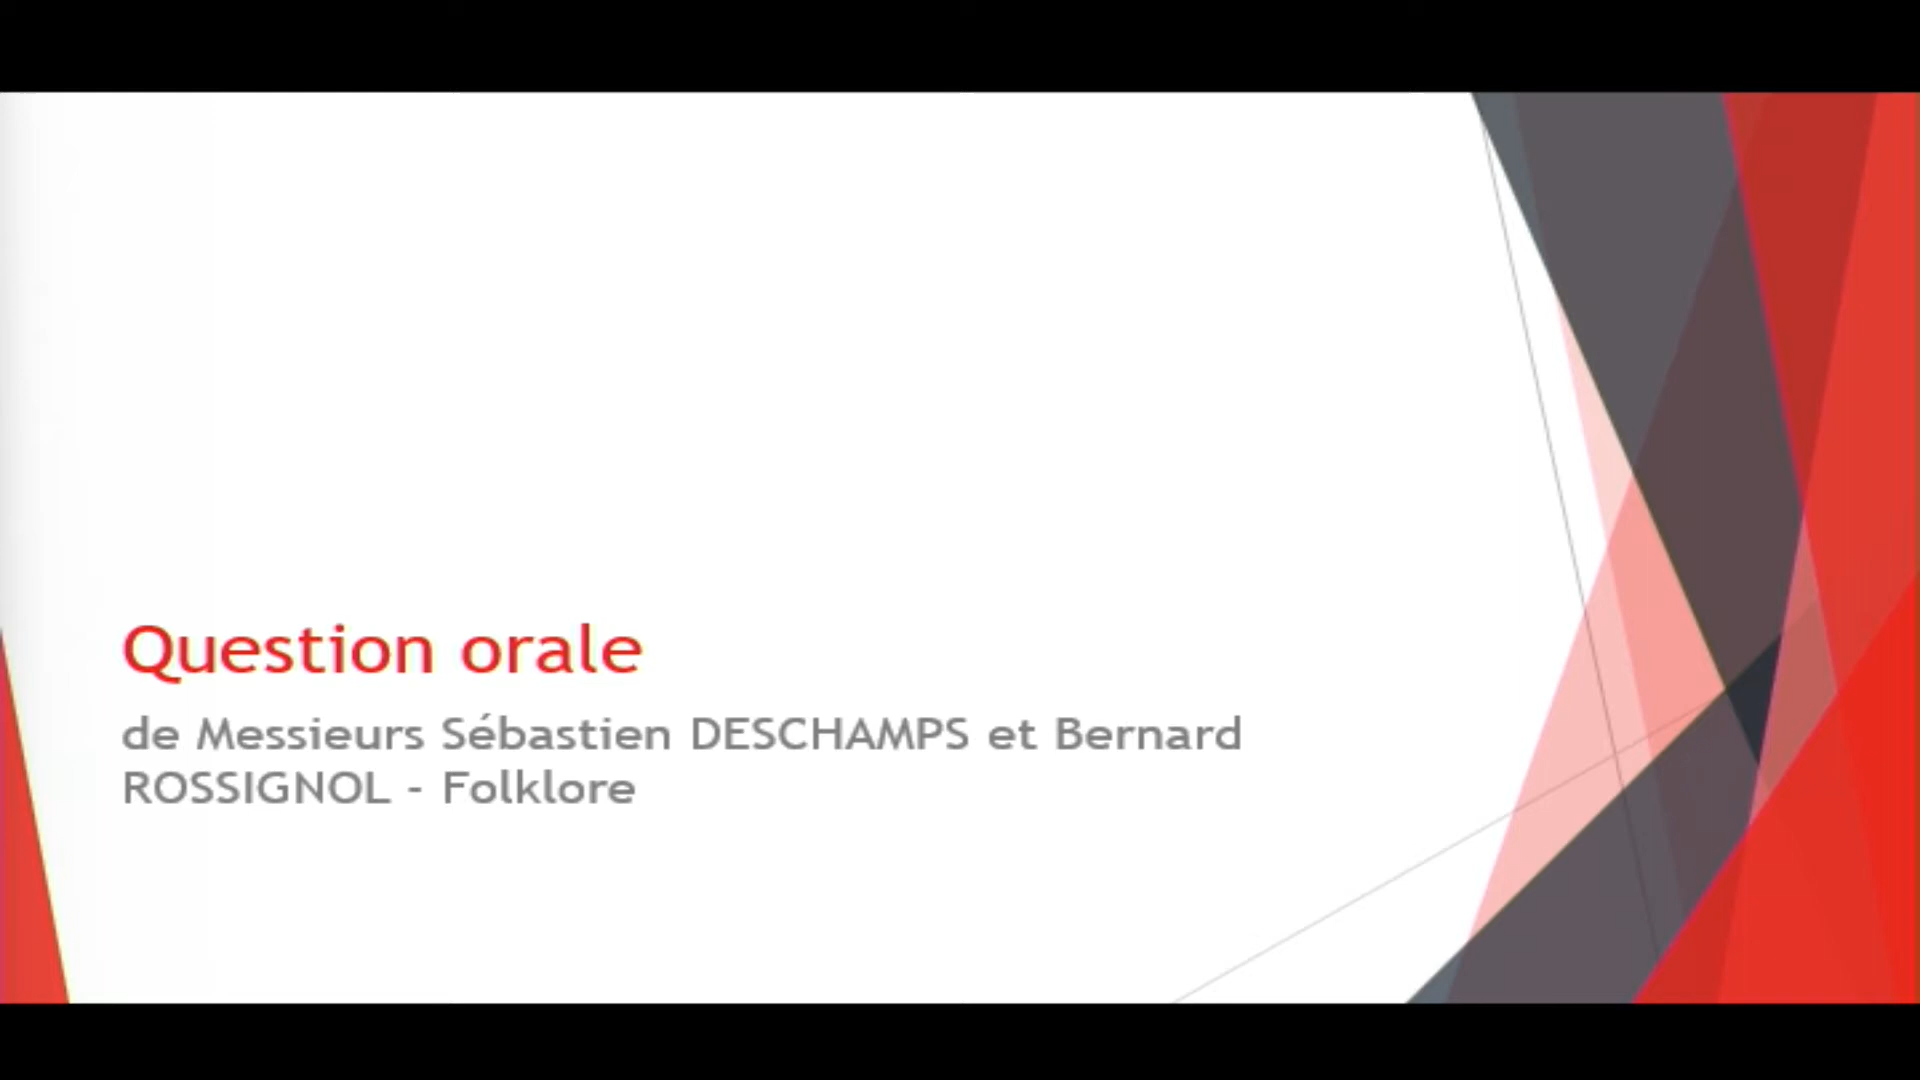 Question orale
de Messieurs Sébastien DESCHAMPS et Bernard
ROSSIGNOL - Folklore